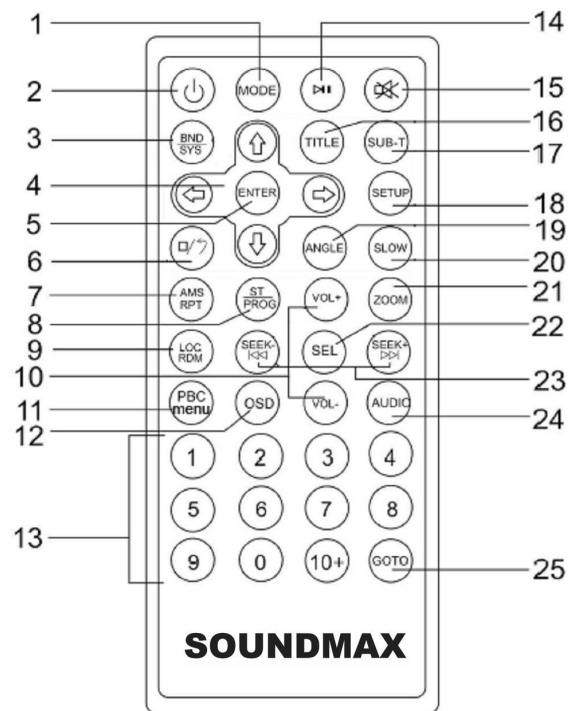 1 14
2 MODE 15
3 BND SYS TITLE SUB-T 16
17
4 ENTER SETUP 18
5 19
6 ANGLE SLOW 20
7 AMS RPT ST PROG VOL+ ZOOM 21
8 22
9 LOC RDM SEEK- SEL SEEK+
10 23
11 PBC menu OSD VOL- AUDIO 24
12
1 2 3 4
13 5 6 7 8
9 0 10+ GOTO 25
SOUNDMAX